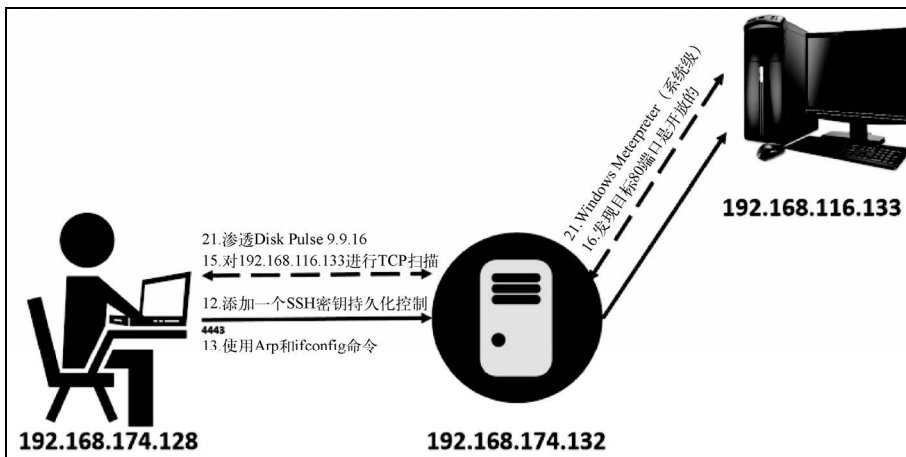 21.Windows Meterpreter（系统级）
16.发现目标80端口是开放的
192.168.116.133
21.渗透Disk Pulse 9.9.16
15.对192.168.116.133进行TCP扫描
12.添加一个SSH密钥持久化控制
4443
13.使用Arp和ifconfig命令
192.168.174.128
192.168.174.132